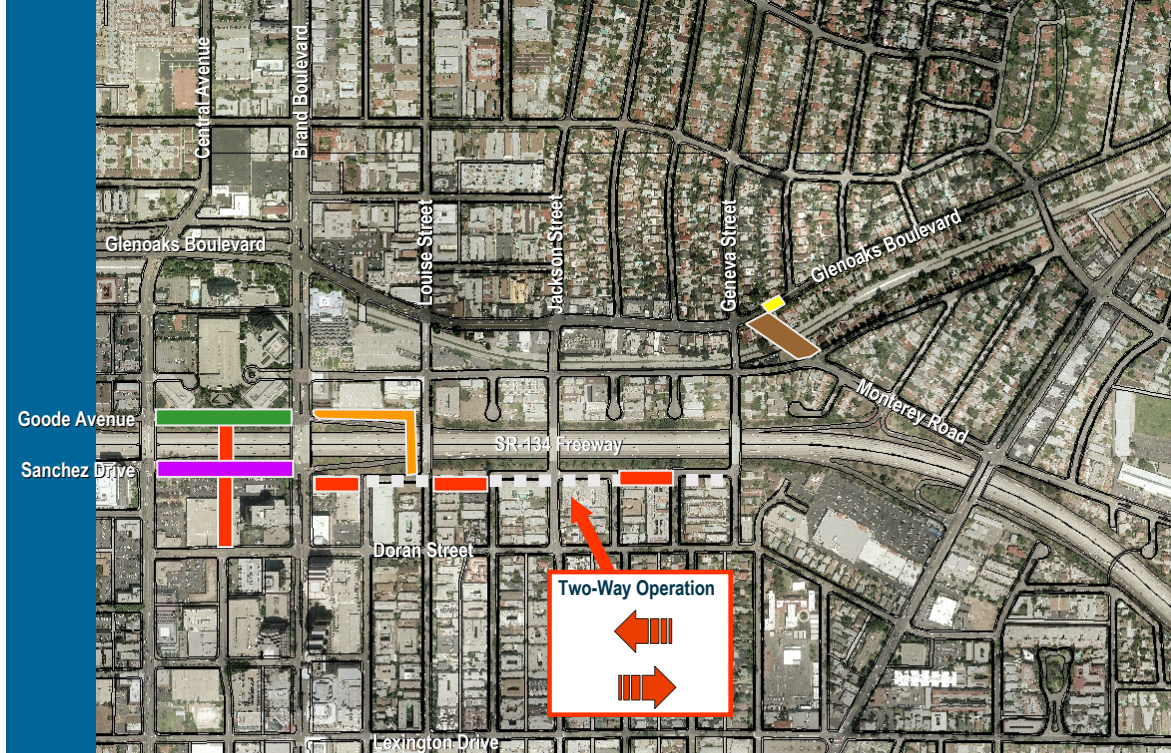 Central Avenue
Brand Boulevard
Louise Street
Jackson Street
Geneva Street
Glenoaks Boulevard
Glenoaks Boulevard
Monterey Road
Goode Avenue
SR-134 Freeway
Sanchez Drive
Doran Street
Two-Way Operation
Lexington Drive